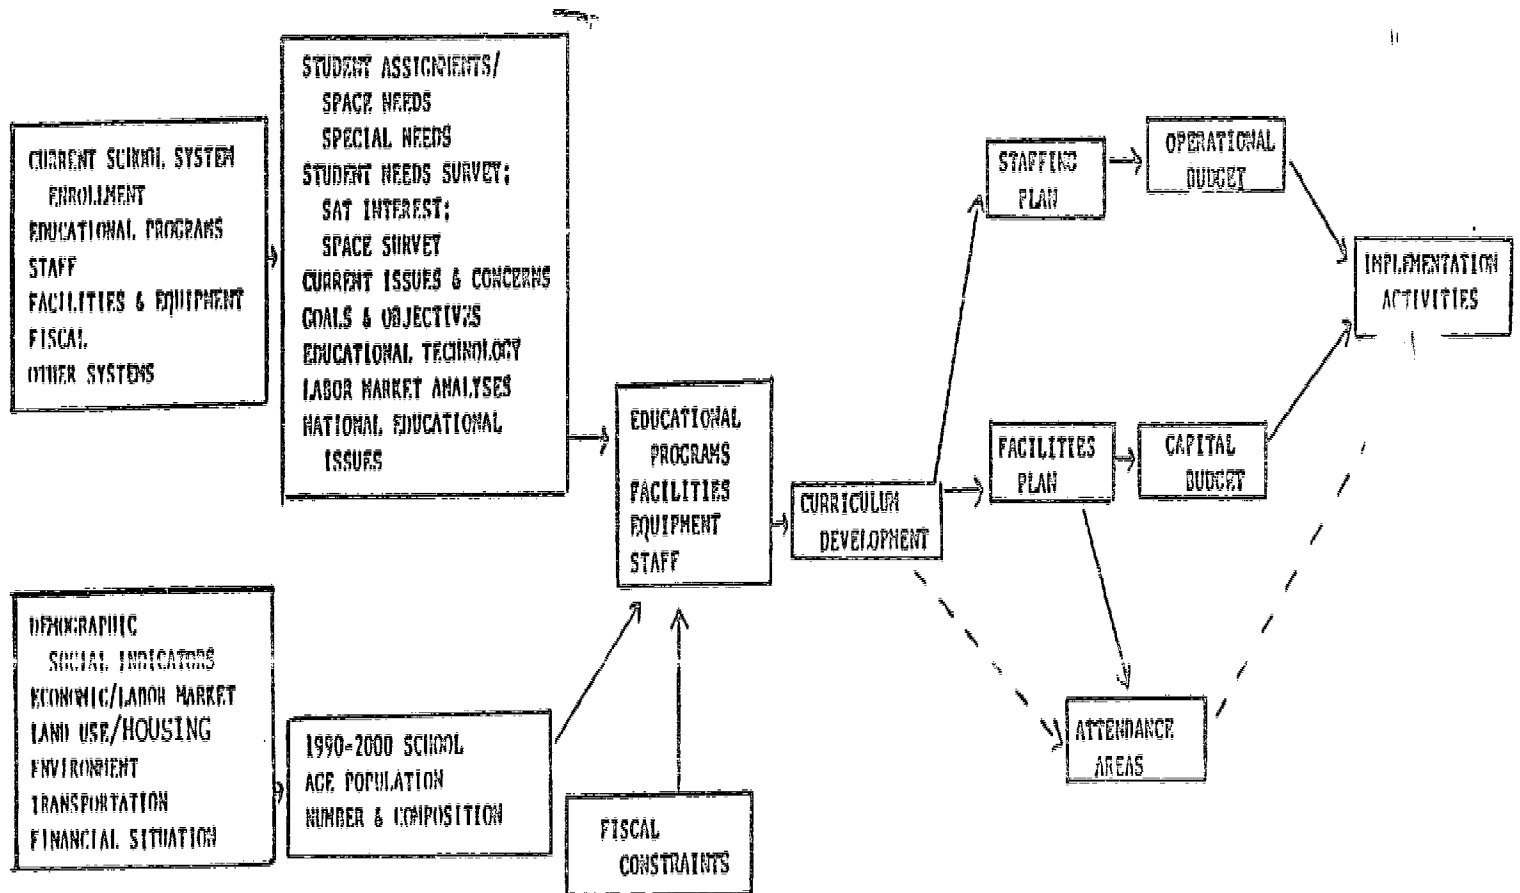 CURRENT SCHOOL SYSTEM
ENROLLMENT
EDUCATIONAL PROGRAMS
STAFF
FACILITIES & EQUIPMENT
FISCAL
OTHER SYSTEMS
STUDENT ASSIGNMENTS/
SPACE NEEDS
SPECIAL NEEDS
STUDENT NEEDS SURVEY;
SAT INTEREST;
SPACE SURVEY
CURRENT ISSUES & CONCERNS
GOALS & OBJECTIVES
EDUCATIONAL TECHNOLOGY
LABOR MARKET ANALYSES
NATIONAL EDUCATIONAL
ISSUES
DEMOGRAPHIC
SOCIAL INDICATORS
ECONOMIC/LABOR MARKET
LAND USE/HOUSING
ENVIRONMENT
TRANSPORTATION
FINANCIAL SITUATION
1990-2000 SCHOOL
AGE POPULATION
NUMBER & COMPOSITION
FISCAL
CONSTRAINTS
EDUCATIONAL
PROGRAMS
FACILITIES
EQUIPMENT
STAFF
CURRICULUM
DEVELOPMENT
STAFFING
PLAN
OPERATIONAL
BUDGET
FACILITIES
PLAN
CAPITAL
BUDGET
ATTENDANCE
AREAS
IMPLEMENTATION
ACTIVITIES